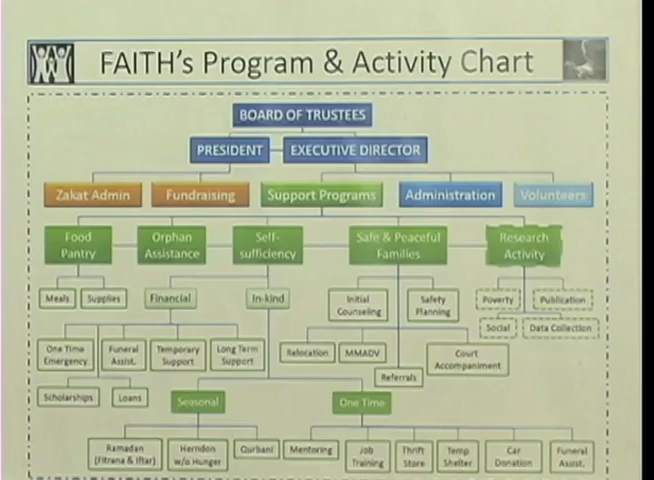 FAITH's Program & Activity Chart
BOARD OF TRUSTEES
PRESIDENT
EXECUTIVE DIRECTOR
Zakat Admin
Fundraising
Support Programs
Administration
Volunteers
Food
Pantry
Orphan
Assistance
Self-
sufficiency
Safe & Peaceful
Families
Research
Activity
Meals
Supplies
Financial
In-kind
Initial
Counseling
Safety
Planning
Poverty
Publication
Social
Data Collection
One Time
Emergency
Funeral
Assist.
Temporary
Support
Long Term
Support
Relocation
MMADV
Court
Accompaniment
Referrals
Scholarships
Loans
Seasonal
One Time
Ramadan
(Fitrana & Iftar)
Herndon
w/o Hunger
Qurbani
Mentoring
Job
Training
Thrift
Store
Temp
Shelter
Car
Donation
Funeral
Assist.